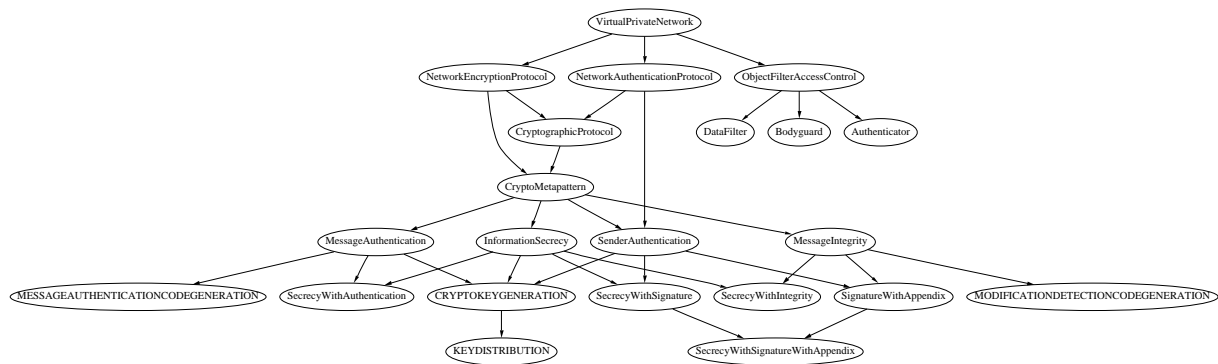 VirtualPrivateNetwork
NetworkEncryptionProtocol
NetworkAuthenticationProtocol
ObjectFilterAccessControl
CryptographicProtocol
DataFilter
Bodyguard
Authenticator
CryptoMetapattern
MessageAuthentication
InformationSecrecy
SenderAuthentication
MessageIntegrity
MESSAGEAUTHENTICATIONCODEGENERATION
SecrecyWithAuthentication
CRYPTOKEYGENERATION
SecrecyWithSignature
SecrecyWithIntegrity
SignatureWithAppendix
MODIFICATIONDETECTIONCODEGENERATION
KEYDISTRIBUTION
SecrecyWithSignatureWithAppendix